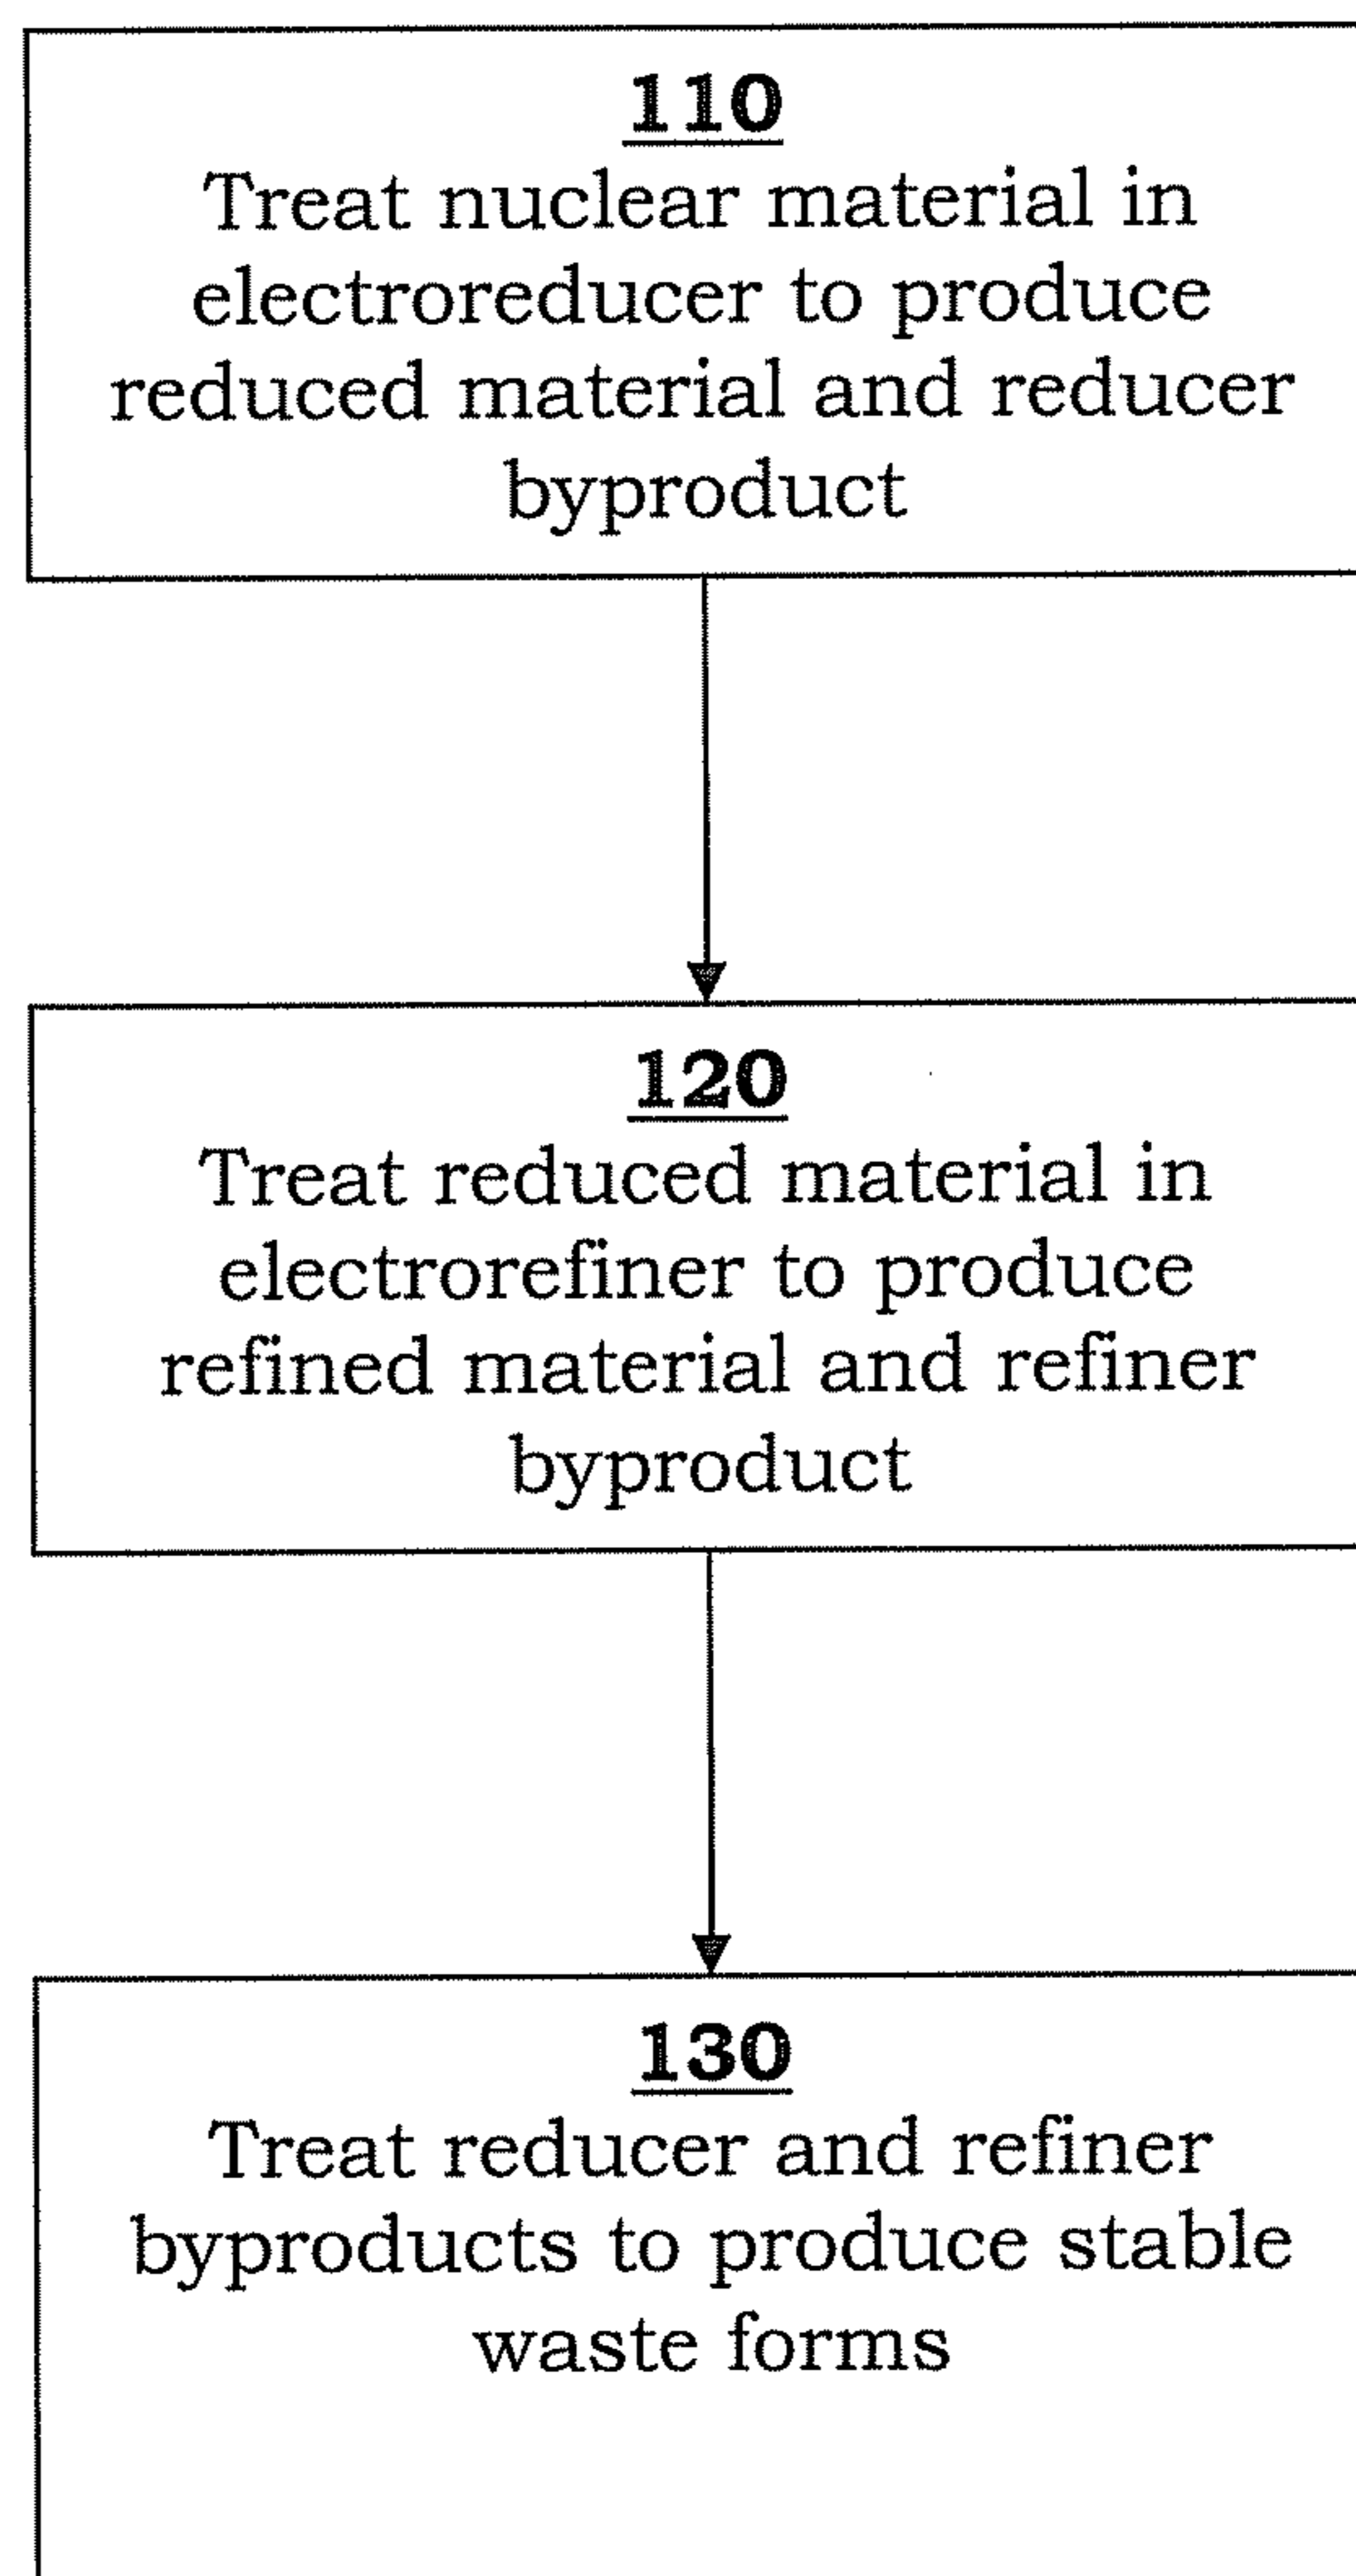 110
Treat nuclear material in
electroreducer to produce
reduced material and reducer
byproduct
120
Treat reduced material in
electrorefiner to produce
refined material and refiner
byproduct
130
Treat reducer and refiner
byproducts to produce stable
waste forms